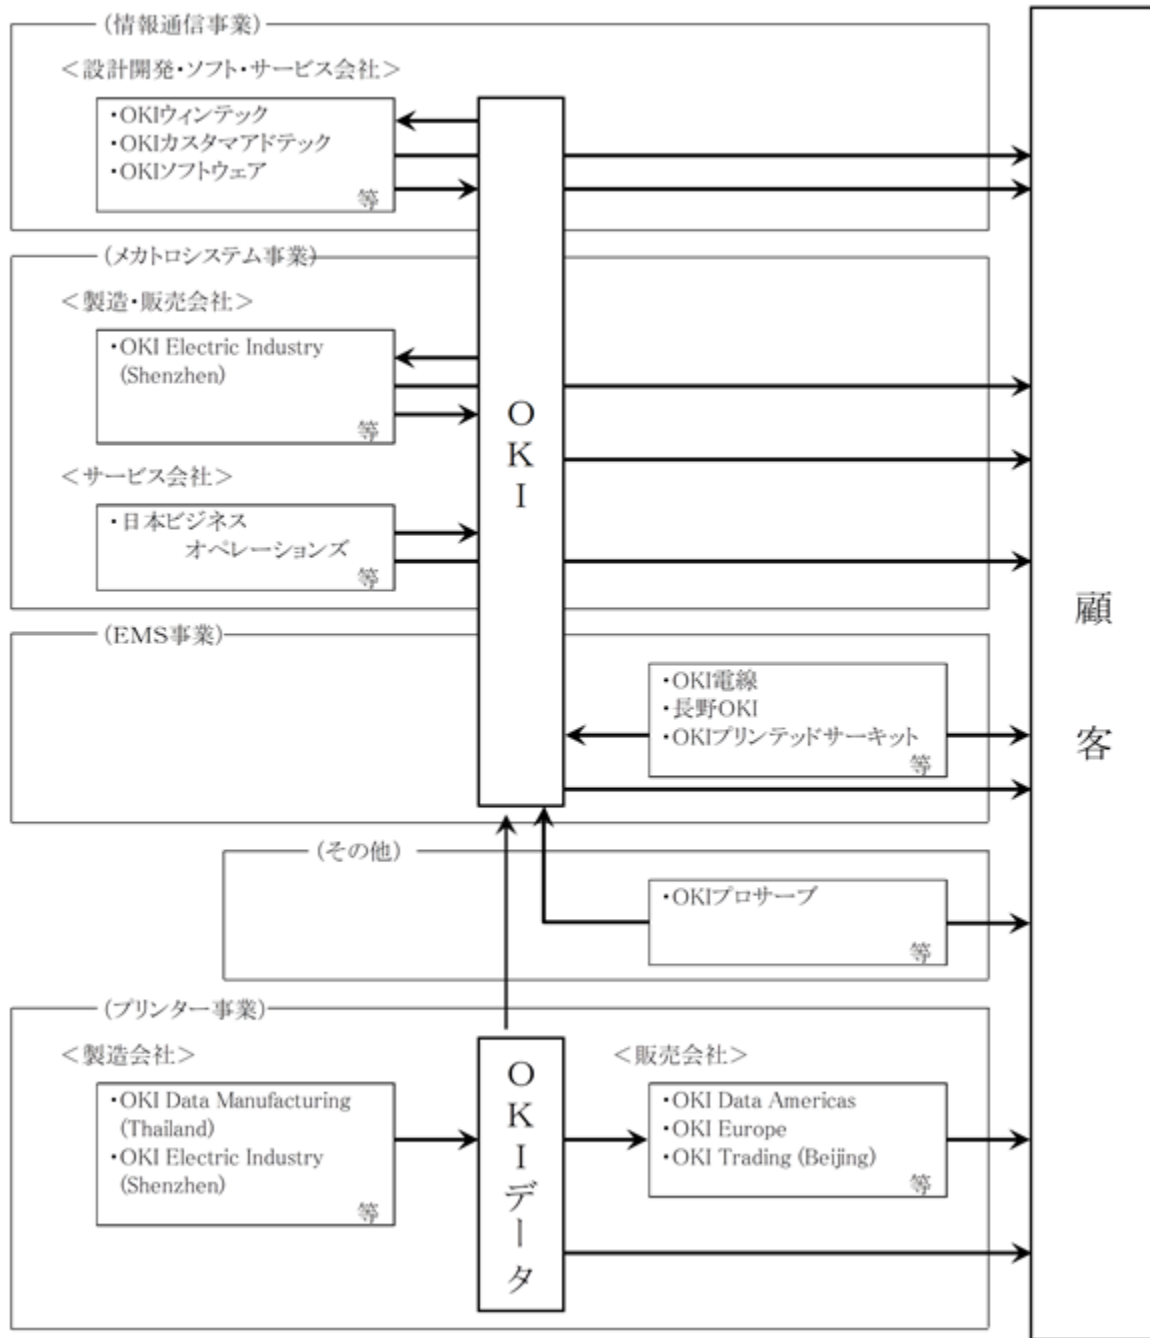 (情報通信事業)
<設計開発・ソフト・サービス会社>
・OKIウィンテック
・OKIカスタマアドテック
・OKIソフトウェア
等
(メカトロシステム事業)
<製造・販売会社>
・OKI Electric Industry
(Shenzhen)
等
<サービス会社>
・日本ビジネス
オペレーションズ
等
OKI
(EMS事業)
・OKI電線
・長野OKI
・OKIプリンテッドサーキット
等
(その他)
・OKIプロサーブ
等
(プリンター事業)
<製造会社>
・OKI Data Manufacturing
(Thailand)
・OKI Electric Industry
(Shenzhen)
等
OKIデータ
<販売会社>
・OKI Data Americas
・OKI Europe
・OKI Trading (Beijing)
等
顧客